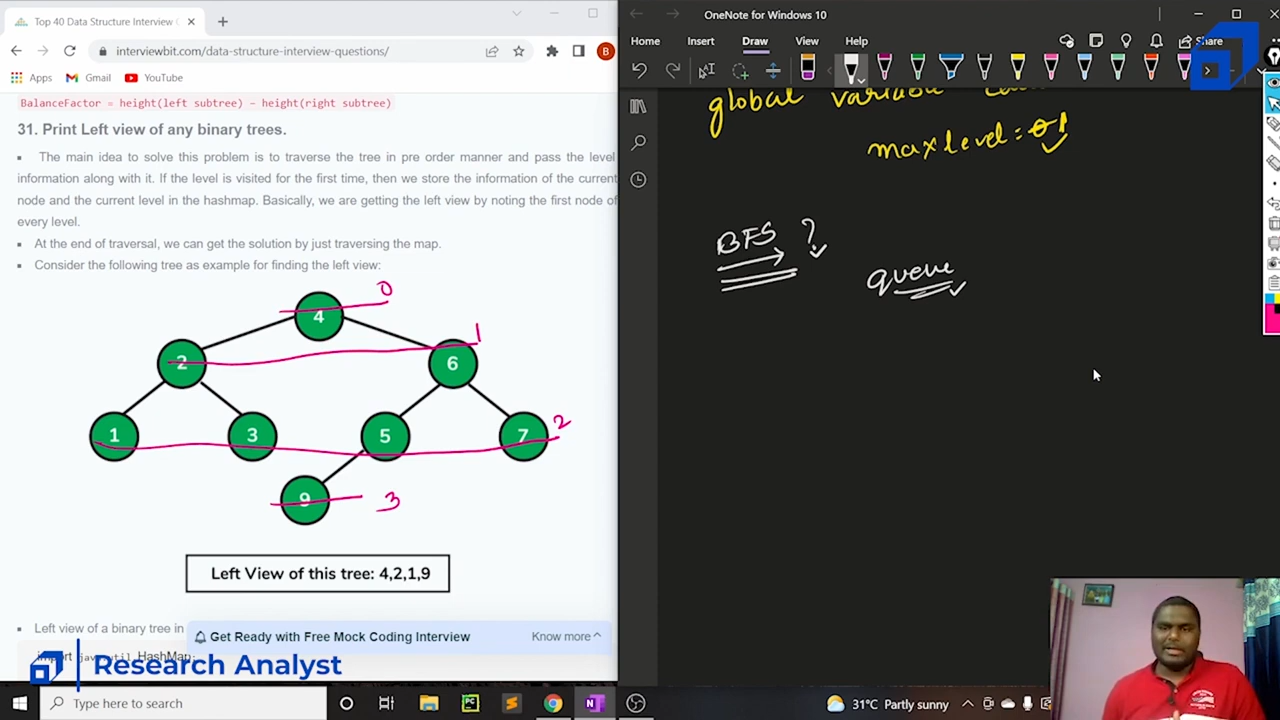 Top 40 Data Structure Interview
interviewbit.com/data-structure-interview-questions/
B
Apps Gmail YouTube
BalanceFactor = height(left subtree) - height(right subtree)
31. Print Left view of any binary trees.
The main idea to solve this problem is to traverse the tree in pre order manner and pass the level
information along with it. If the level is visited for the first time, then we store the information of the current
node and the current level in the hashmap. Basically, we are getting the left view by noting the first node of
every level.
At the end of traversal, we can get the solution by just traversing the map.
Consider the following tree as example for finding the left view:
4 0
2 6 1
1 3 5 7 2
9 3
Left View of this tree: 4,2,1,9
Left view of a binary tree in
Get Ready with Free Mock Coding Interview Know more
import java.util.HashMap;
Research Analyst
Type here to search
OneNote for Windows 10
Home Insert Draw View Help
Share
global variable
maxlevel = 0 1
BFS ?
queue
31°C Partly sunny